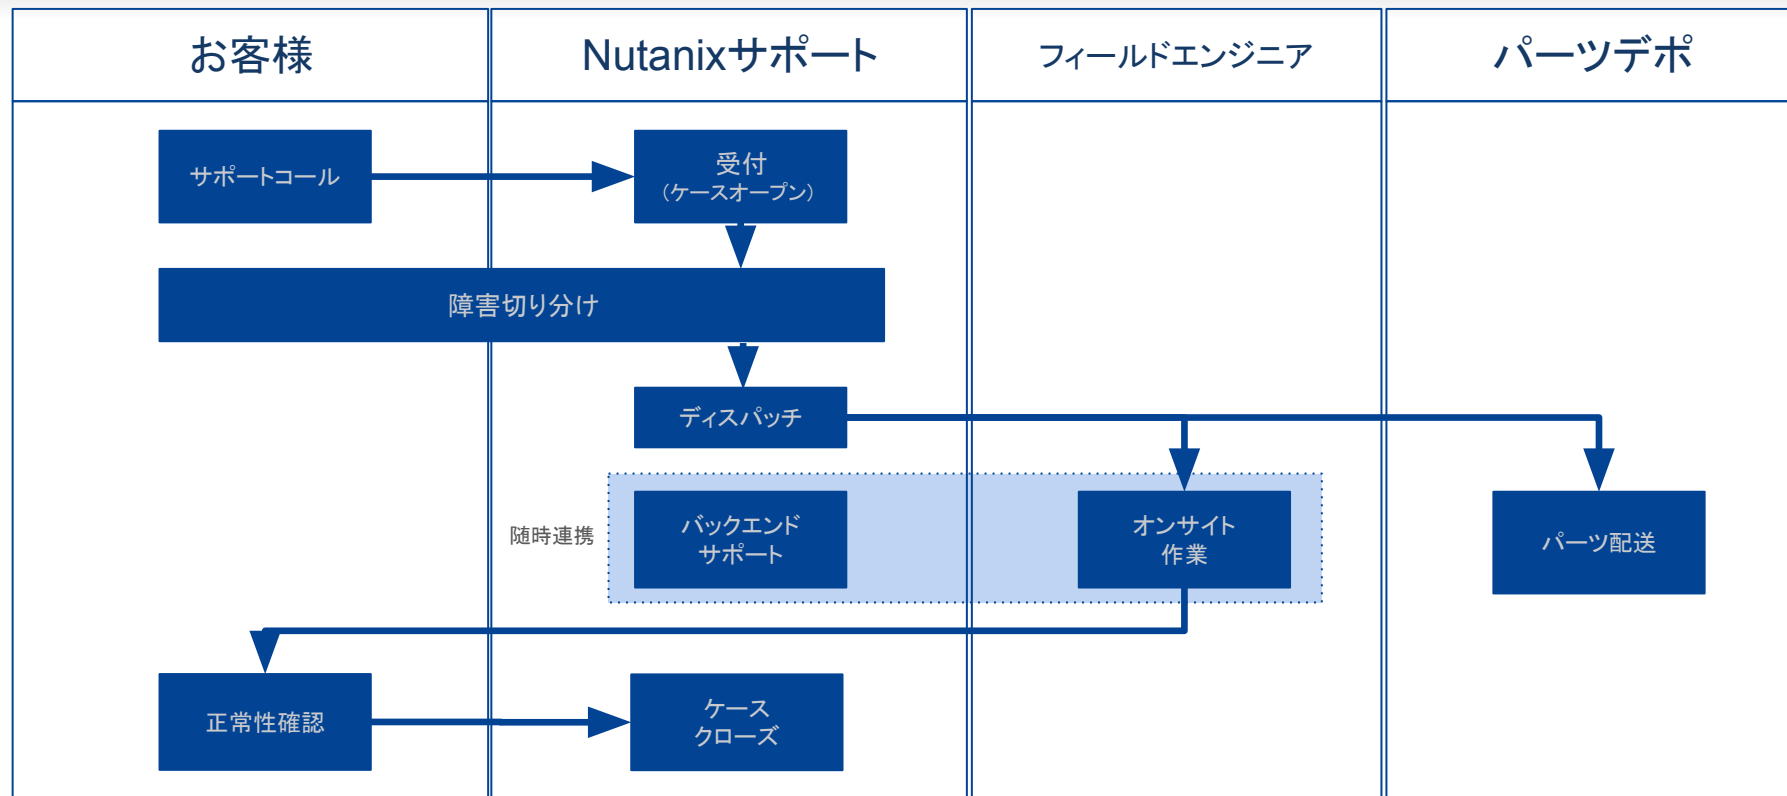 お客様
Nutanixサポート
フィールドエンジニア
パーツデポ
サポートコール
受付
（ケースオープン）
障害切り分け
ディスパッチ
随時連携
バックエンド
サポート
オンサイト
作業
パーツ配送
正常性確認
ケース
クローズ